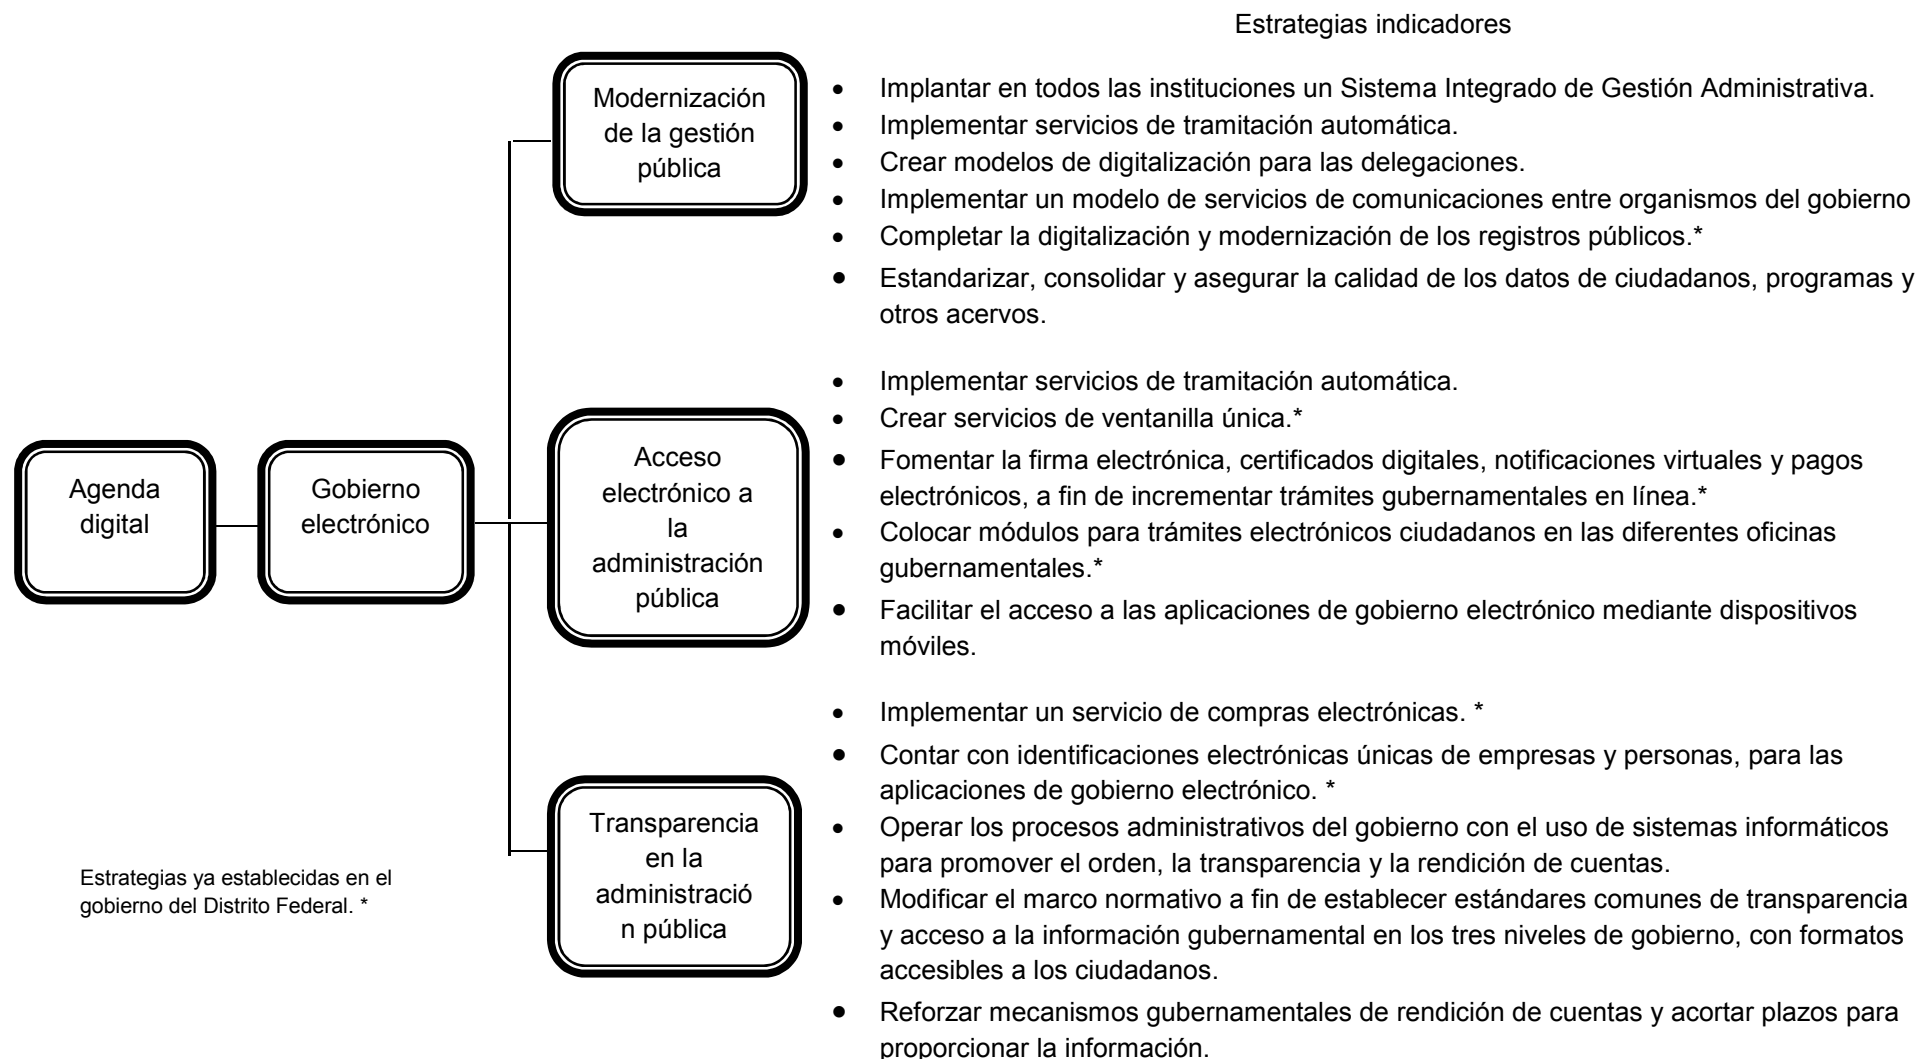 Estrategias indicadores
Agenda
digital
Gobierno
electrónico
Modernización
de la gestión
pública
• Implantar en todos las instituciones un Sistema Integrado de Gestión Administrativa.
• Implementar servicios de tramitación automática.
• Crear modelos de digitalización para las delegaciones.
• Implementar un modelo de servicios de comunicaciones entre organismos del gobierno
• Completar la digitalización y modernización de los registros públicos.*
• Estandarizar, consolidar y asegurar la calidad de los datos de ciudadanos, programas y
otros acervos.
Acceso
electrónico a
la
administración
pública
• Implementar servicios de tramitación automática.
• Crear servicios de ventanilla única.*
• Fomentar la firma electrónica, certificados digitales, notificaciones virtuales y pagos
electrónicos, a fin de incrementar trámites gubernamentales en línea.*
• Colocar módulos para trámites electrónicos ciudadanos en las diferentes oficinas
gubernamentales.*
• Facilitar el acceso a las aplicaciones de gobierno electrónico mediante dispositivos
móviles.
Transparencia
en la
administració
n pública
• Implementar un servicio de compras electrónicas. *
• Contar con identificaciones electrónicas únicas de empresas y personas, para las
aplicaciones de gobierno electrónico. *
• Operar los procesos administrativos del gobierno con el uso de sistemas informáticos
para promover el orden, la transparencia y la rendición de cuentas.
• Modificar el marco normativo a fin de establecer estándares comunes de transparencia
y acceso a la información gubernamental en los tres niveles de gobierno, con formatos
accesibles a los ciudadanos.
• Reforzar mecanismos gubernamentales de rendición de cuentas y acortar plazos para
proporcionar la información.
Estrategias ya establecidas en el
gobierno del Distrito Federal. *